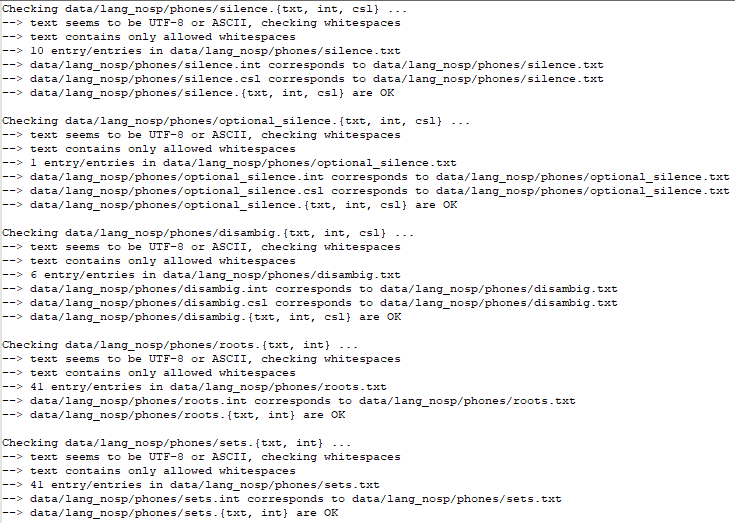 Checking data/lang_nosp/phones/silence.{txt, int, csl} ...
--> text seems to be UTF-8 or ASCII, checking whitespaces
--> text contains only allowed whitespaces
--> 10 entry/entries in data/lang_nosp/phones/silence.txt
--> data/lang_nosp/phones/silence.int corresponds to data/lang_nosp/phones/silence.txt
--> data/lang_nosp/phones/silence.csl corresponds to data/lang_nosp/phones/silence.txt
--> data/lang_nosp/phones/silence.{txt, int, csl} are OK

Checking data/lang_nosp/phones/optional_silence.{txt, int, csl} ...
--> text seems to be UTF-8 or ASCII, checking whitespaces
--> text contains only allowed whitespaces
--> 1 entry/entries in data/lang_nosp/phones/optional_silence.txt
--> data/lang_nosp/phones/optional_silence.int corresponds to data/lang_nosp/phones/optional_silence.txt
--> data/lang_nosp/phones/optional_silence.csl corresponds to data/lang_nosp/phones/optional_silence.txt
--> data/lang_nosp/phones/optional_silence.{txt, int, csl} are OK

Checking data/lang_nosp/phones/disambig.{txt, int, csl} ...
--> text seems to be UTF-8 or ASCII, checking whitespaces
--> text contains only allowed whitespaces
--> 6 entry/entries in data/lang_nosp/phones/disambig.txt
--> data/lang_nosp/phones/disambig.int corresponds to data/lang_nosp/phones/disambig.txt
--> data/lang_nosp/phones/disambig.csl corresponds to data/lang_nosp/phones/disambig.txt
--> data/lang_nosp/phones/disambig.{txt, int, csl} are OK

Checking data/lang_nosp/phones/roots.{txt, int} ...
--> text seems to be UTF-8 or ASCII, checking whitespaces
--> text contains only allowed whitespaces
--> 41 entry/entries in data/lang_nosp/phones/roots.txt
--> data/lang_nosp/phones/roots.int corresponds to data/lang_nosp/phones/roots.txt
--> data/lang_nosp/phones/roots.{txt, int} are OK

Checking data/lang_nosp/phones/sets.{txt, int} ...
--> text seems to be UTF-8 or ASCII, checking whitespaces
--> text contains only allowed whitespaces
--> 41 entry/entries in data/lang_nosp/phones/sets.txt
--> data/lang_nosp/phones/sets.int corresponds to data/lang_nosp/phones/sets.txt
--> data/lang_nosp/phones/sets.{txt, int} are OK